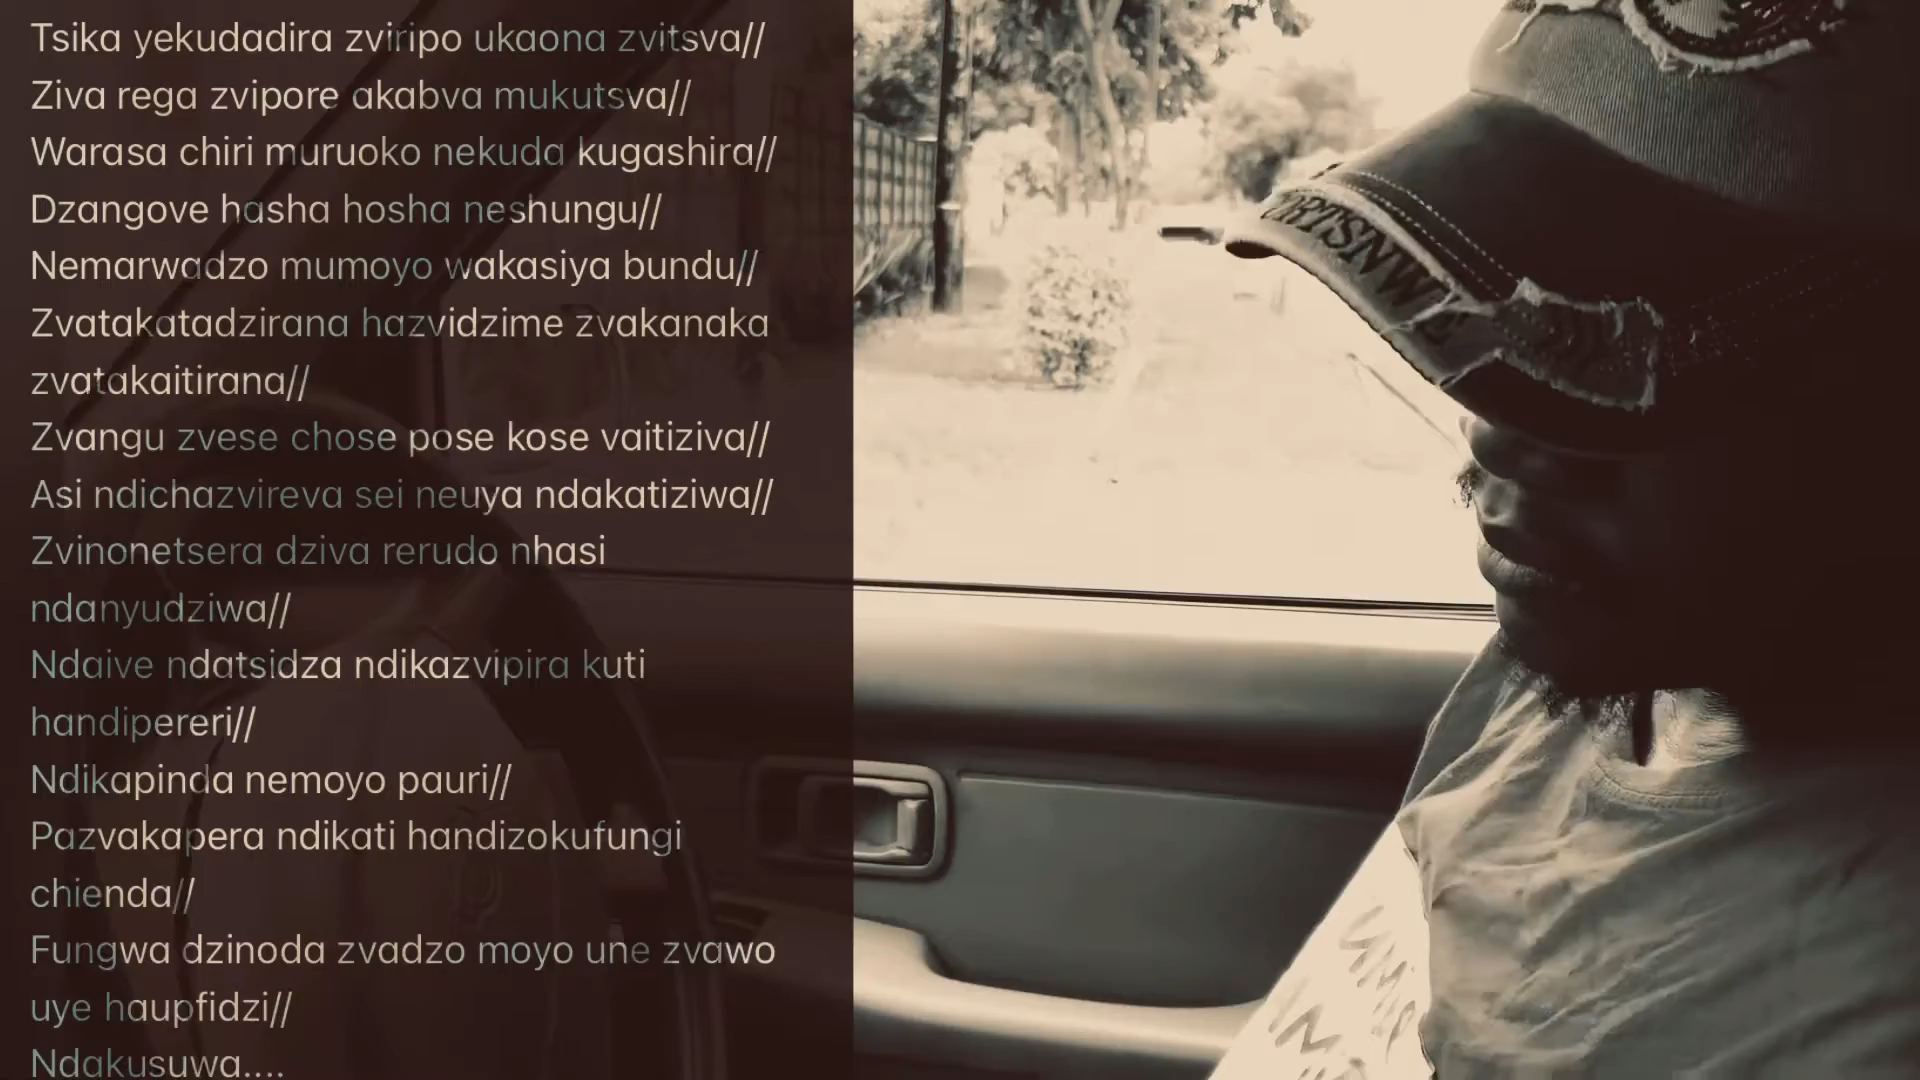 Tsika yekudadira zviripo ukaona zvitsva//
Ziva rega zvipore akabva mukutsva//
Warasa chiri muruoko nekuda kugashira//
Dzangove hasha hosha neshungu//
Nemarwadzo mumoyo wakasiya bundu//
Zvatakatadzirana hazvidzime zvakanaka
zvatakaitirana//
Zvangu zvese chose pose kose vaitiziva//
Asi ndichazvireva sei neuya ndakatiziwa//
Zvinonetsera dziva rerudo nhasi
ndanyudziwa//
Ndaive ndatsidza ndikazvipira kuti
handipereri//
Ndikapinda nemoyo pauri//
Pazvakapera ndikati handizokufungi
chienda//
Fungwa dzinoda zvadzo moyo une zvawo
uye haupfidzi//
Ndakusuwa....